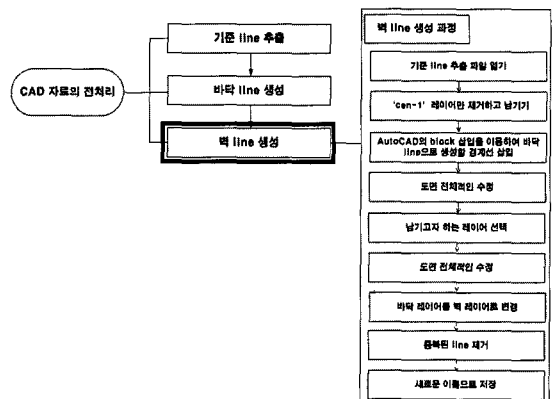 CAD 자료의 전처리
기준 line 추출
바닥 line 생성
벽 line 생성
벽 line 생성 과정
기준 line 추출 파일 열기
'cen-1' 레이어만 제거하고 남기기
AutoCAD의 block 삽입을 이용하여 바닥
line으로 생성할 경계선 삽입
도면 전체적인 수정
남기고자 하는 레이어 선택
도면 전체적인 수정
바닥 레이어를 벽 레이어로 변경
중복된 line 제거
새로운 이름으로 저장